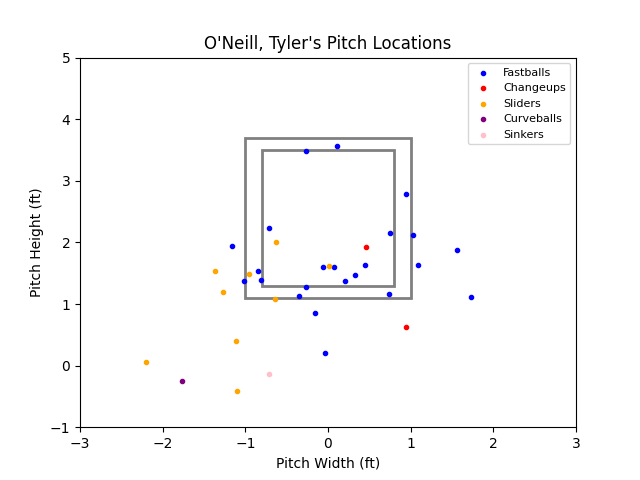 O'Neill, Tyler's Pitch Locations
Pitch Height (ft)
5
4
3
2
1
0
−1
Fastballs
Changeups
Sliders
Curveballs
Sinkers
−3 −2 −1 0 1 2 3
Pitch Width (ft)